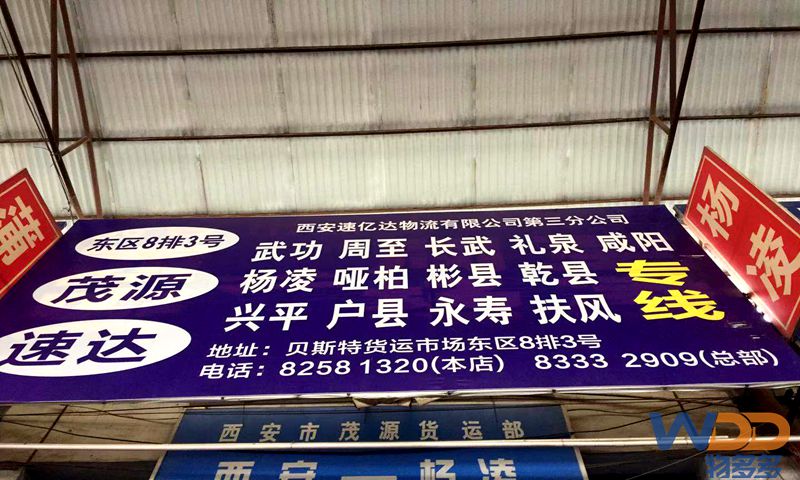 西安速亿达物流有限公司第三分公司
东区8排3号
茂源
速达
武功 周至 长武 礼泉 咸阳
杨凌 哑柏 彬县 乾县
兴平 户县 永寿 扶风
专线
地址：贝斯特货运市场东区8排3号
电话：8258 1320(本店) 8333 2909(总部)
杨凌
西安市茂源货运部
西安—杨凌
WDD
物多多